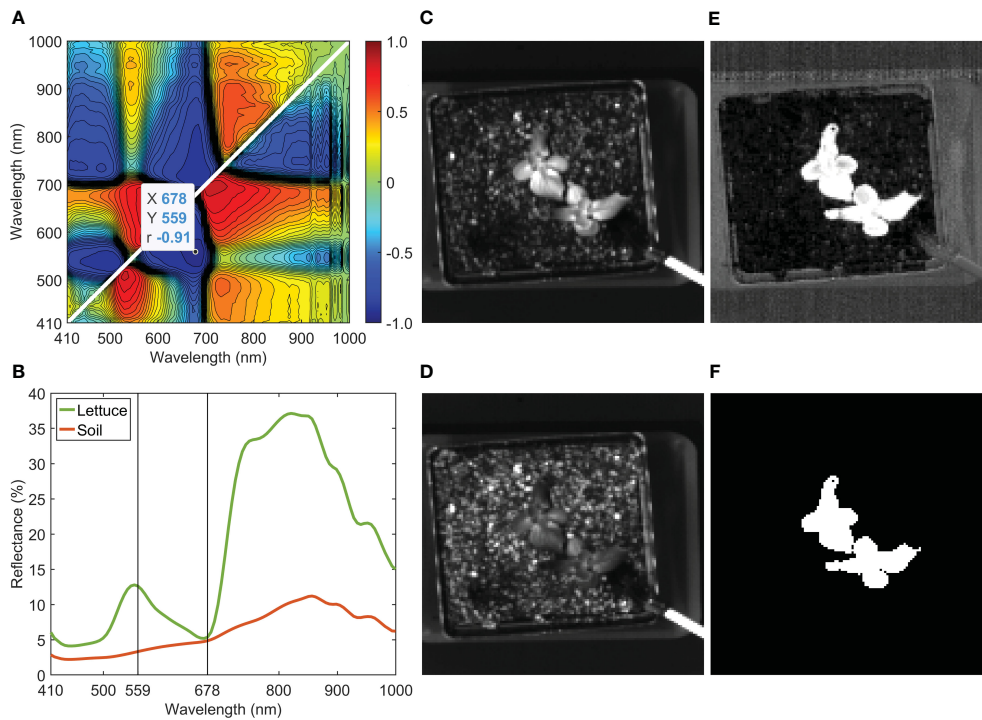 A
1000
900
800
700
600
500
410
Wavelength (nm)
X 678
Y 559
r -0.91
410 500 600 700 800 900 1000
Wavelength (nm)
1.0
0.5
0
-0.5
-1.0
C
E
B
40
35
30
25
20
15
10
5
0
Reflectance (%)
Lettuce
Soil
410 500 559 678 800 900 1000
Wavelength (nm)
D
F